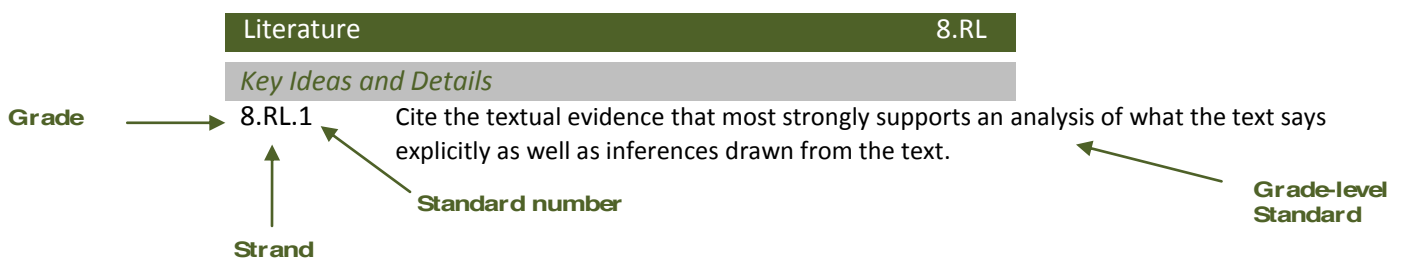 Literature 8.RL
Key Ideas and Details
Grade 8.RL.1 Cite the textual evidence that most strongly supports an analysis of what the text says
explicitly as well as inferences drawn from the text.
Standard number
Grade-level
Standard
Strand